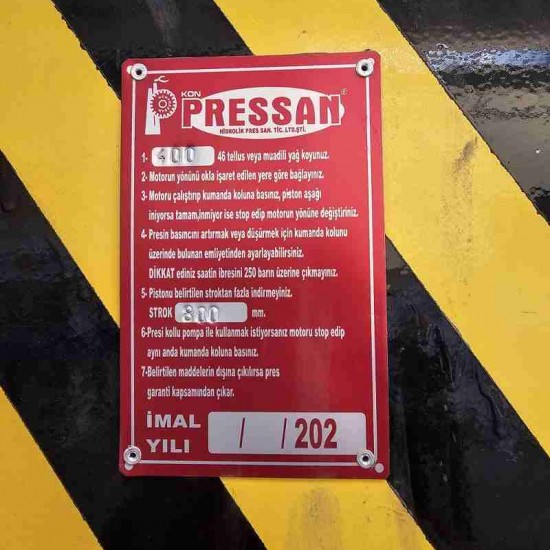 KON
PRESSAN
HİDROLİK PRES SAN. TİC. LTD.ŞTİ.
1- 400 46 tellus veya muadili yağ koyunuz.
2- Motorun yönünü okla işaret edilen yere göre bağlayınız.
3- Motoru çalıştırıp kumanda koluna basınız, piston aşağı
iniyorsa tamam,inmiyor ise stop edip motorun yönüne değiştiriniz.
4- Presin basıncını artırmak veya düşürmek için kumanda kolunu
üzerinde bulunan emliyetinden ayarlayabilirsiniz.
DİKKAT ediniz saatin ibresini 250 barın üzerine çıkmayınız.
5- Pistonu belirtilen stroktan fazla indirmeyiniz.
STROK 300 mm.
6-Presi kollu pompa ile kullanmak istiyorsanız motoru stop edip
aynı anda kumanda koluna basınız.
7-Belirtilen maddelerin dışına çıkılırsa pres
garanti kapsamından çıkar.
İMAL
YILI / / 202